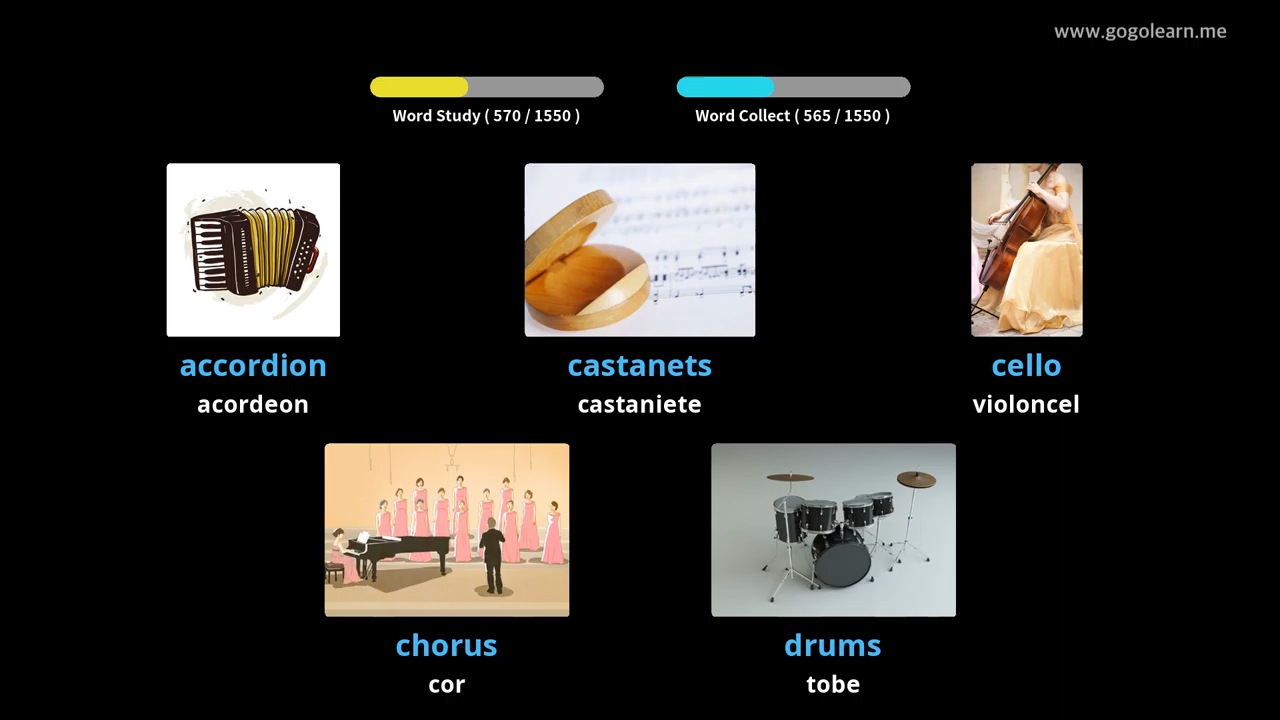 www.gogolearn.me
Word Study ( 570 / 1550 )
Word Collect ( 565 / 1550 )
accordion
acordeon
castanets
castaniete
cello
violoncel
chorus
cor
drums
tobe